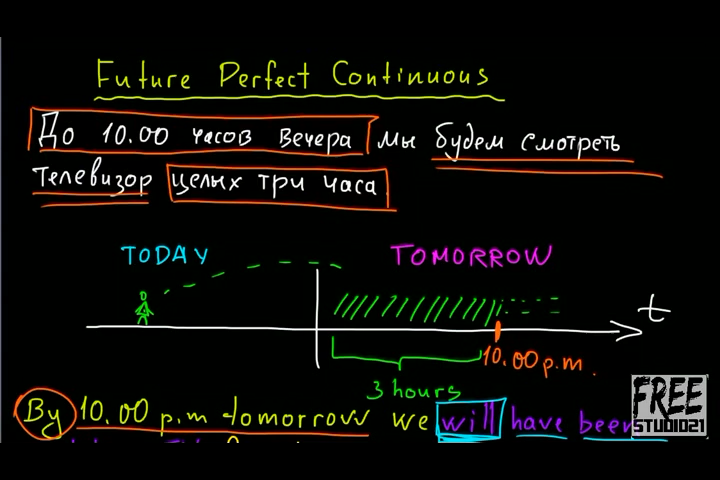 Future Perfect Continuous
До 10.00 часов вечера мы будем смотреть
телевизор целых три часа
TODAY
TOMORROW
t
10.00 p.m.
3 hours
By 10.00 p.m tomorrow we will have been
FREE
STUDIO21